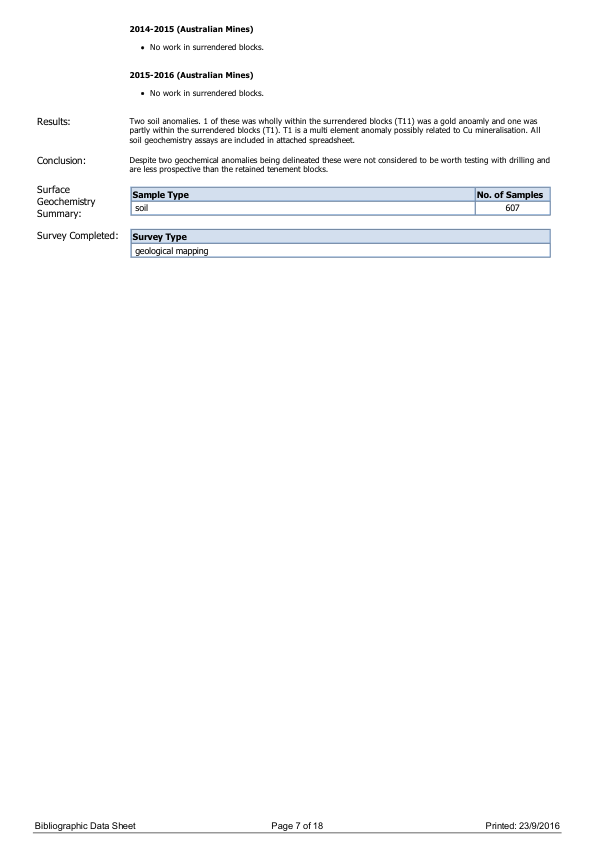 2014-2015 (Australian Mines)
• No work in surrendered blocks.
2015-2016 (Australian Mines)
• No work in surrendered blocks.
Results:
Two soil anomalies. 1 of these was wholly within the surrendered blocks (T11) was a gold anoamly and one was
partly within the surrendered blocks (T1). T1 is a multi element anomaly possibly related to Cu mineralisation. All
soil geochemistry assays are included in attached spreadsheet.
Conclusion:
Despite two geochemical anomalies being delineated these were not considered to be worth testing with drilling and
are less prospective than the retained tenement blocks.
Surface
Geochemistry
Summary:
Sample Type No. of Samples
soil 607
Survey Completed:
Survey Type
geological mapping
Bibliographic Data Sheet Page 7 of 18 Printed: 23/9/2016